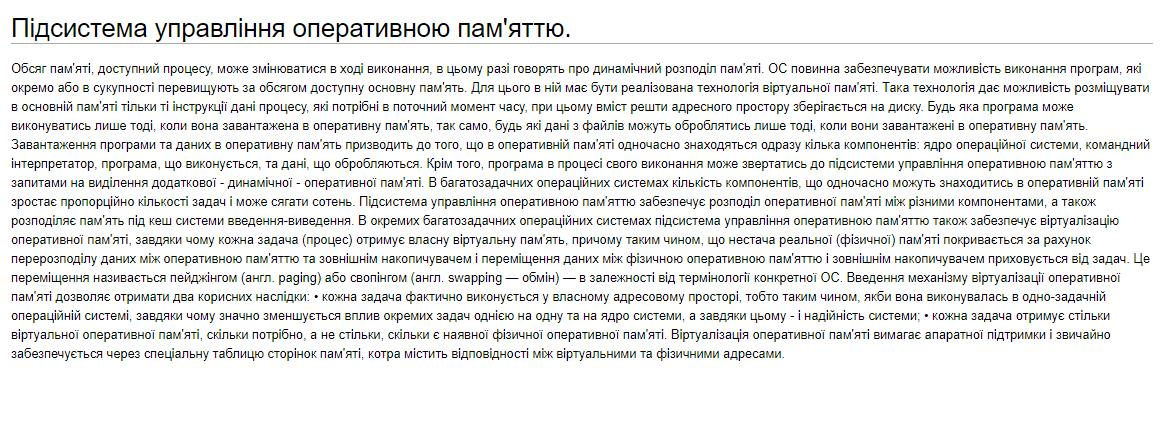 Підсистема управління оперативною пам'яттю.
Обсяг пам'яті, доступний процесу, може змінюватися в ході виконання, в цьому разі говорять про динамічний розподіл пам'яті. ОС повинна забезпечувати можливість виконання програм, які
окремо або в сукупності перевищують за обсягом доступну основну пам'ять. Для цього в ній має бути реалізована технологія віртуальної пам'яті. Така технологія дає можливість розміщувати
в основній пам'яті тільки ті інструкції дані процесу, які потрібні в поточний момент часу, при цьому вміст решти адресного простору зберігається на диску. Будь яка програма може
виконуватись лише тоді, коли вона завантажена в оперативну пам'ять, так само, будь які дані з файлів можуть оброблятись лише тоді, коли вони завантажені в оперативну пам'ять.
Завантаження програми та даних в оперативну пам'ять призводить до того, що в оперативній пам'яті одночасно знаходяться одразу кілька компонентів: ядро операційної системи, командний
інтерпретатор, програма, що виконується, та дані, що обробляються. Крім того, програма в процесі свого виконання може звертатись до підсистеми управління оперативною пам'яттю з
запитами на виділення додаткової - динамічної - оперативної пам'яті. В багатозадачних операційних системах кількість компонентів, що одночасно можуть знаходитись в оперативній пам'яті
зростає пропорційно кількості задач і може сягати сотень. Підсистема управління оперативною пам'яттю забезпечує розподіл оперативної пам'яті між різними компонентами, а також
розподіляє пам'ять під кеш системи введення-виведення. В окремих багатозадачних операційних системах підсистема управління оперативною пам'яттю також забезпечує віртуалізацію
оперативної пам'яті, завдяки чому кожна задача (процес) отримує власну віртуальну пам'ять, причому таким чином, що нестача реальної (фізичної) пам'яті покривається за рахунок
перерозподілу даних між оперативною пам'яттю та зовнішнім накопичувачем і переміщення даних між фізичною оперативною пам'яттю і зовнішнім накопичувачем приховується від задач. Це
переміщення називається пейджінгом (англ. paging) або свопінгом (англ. swapping — обмін) — в залежності від термінології конкретної ОС. Введення механізму віртуалізації оперативної
пам'яті дозволяє отримати два корисних наслідки: • кожна задача фактично виконується у власному адресовому просторі, тобто таким чином, якби вона виконувалась в одно-задачній
операційній системі, завдяки чому значно зменшується вплив окремих задач однією на одну та на ядро системи, а завдяки цьому - і надійність системи; • кожна задача отримує стільки
віртуальної оперативної пам'яті, скільки потрібно, а не стільки, скільки є наявної фізичної оперативної пам'яті. Віртуалізація оперативної пам'яті вимагає апаратної підтримки і звичайно
забезпечується через спеціальну таблицю сторінок пам'яті, котра містить відповідності між віртуальними та фізичними адресами.